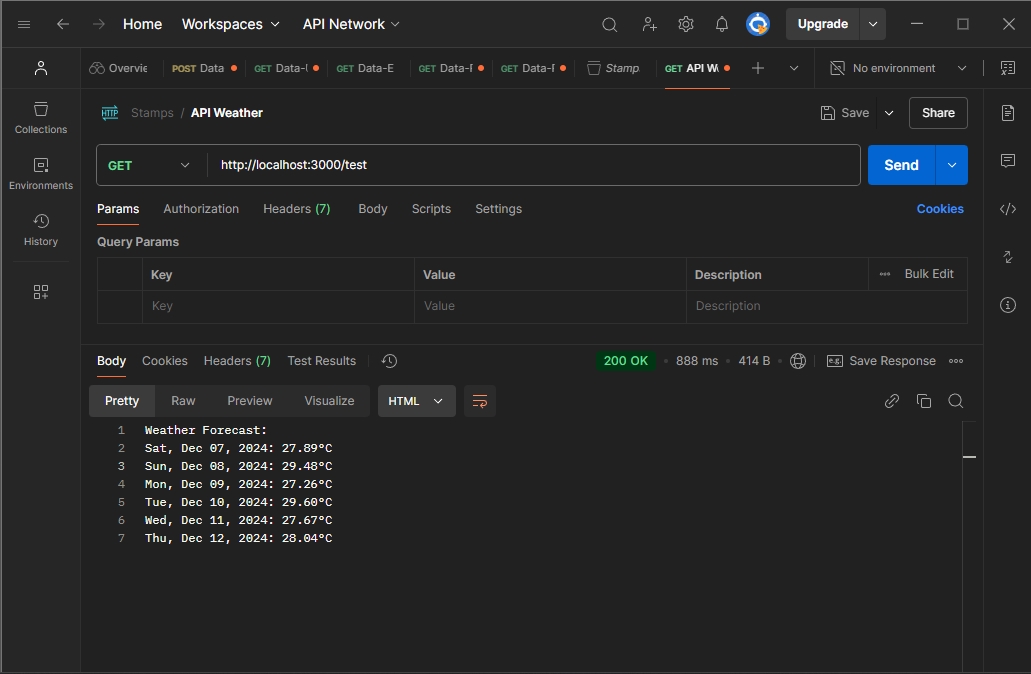 Home Workspaces API Network Upgrade
Overvie POST Data GET Data-U GET Data-E GET Data-F GET Data-F Stamp GET API W No environment
Stamps / API Weather Save Share
Collections
Environments
History
GET http://localhost:3000/test Send
Params Authorization Headers (7) Body Scripts Settings Cookies
Query Params
Key Value Description Bulk Edit
Key Value Description
Body Cookies Headers (7) Test Results 200 OK 888 ms 414 B e.g. Save Response
Pretty Raw Preview Visualize HTML
1 Weather Forecast:
2 Sat, Dec 07, 2024: 27.89°C
3 Sun, Dec 08, 2024: 29.48°C
4 Mon, Dec 09, 2024: 27.26°C
5 Tue, Dec 10, 2024: 29.60°C
6 Wed, Dec 11, 2024: 27.67°C
7 Thu, Dec 12, 2024: 28.04°C